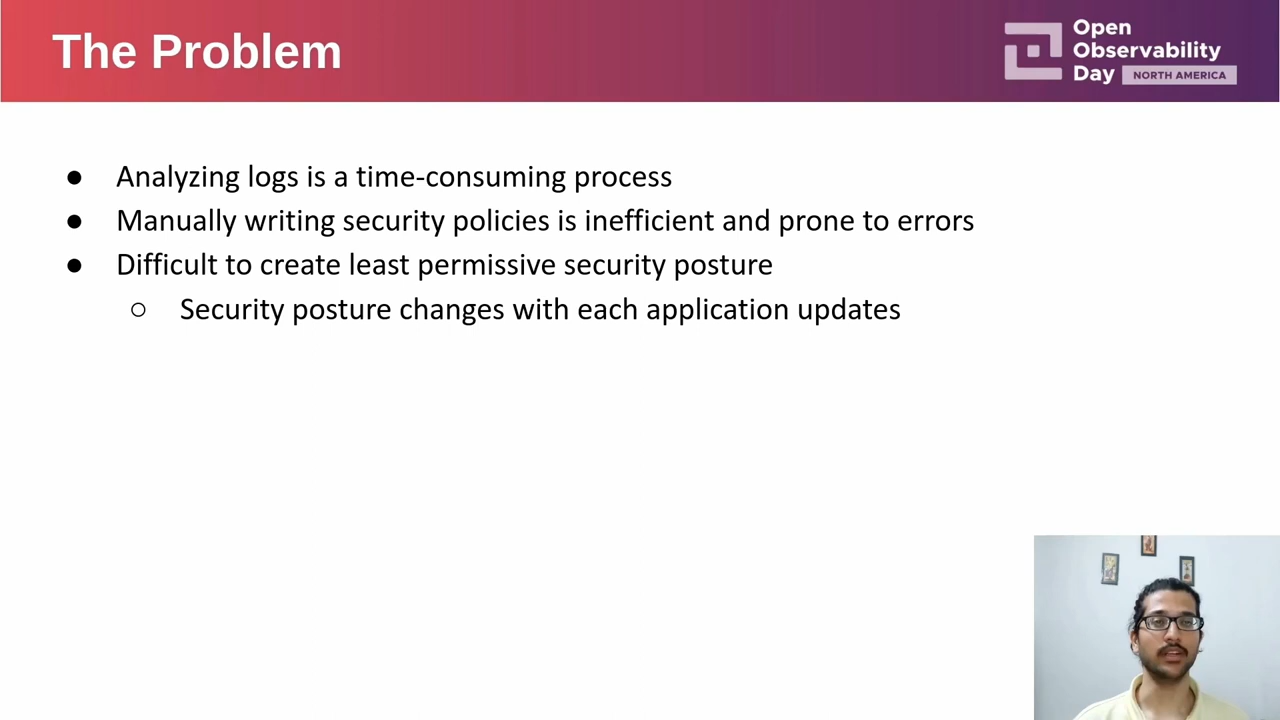 The Problem
Open
Observability
Day NORTH AMERICA
● Analyzing logs is a time-consuming process
● Manually writing security policies is inefficient and prone to errors
● Difficult to create least permissive security posture
○ Security posture changes with each application updates